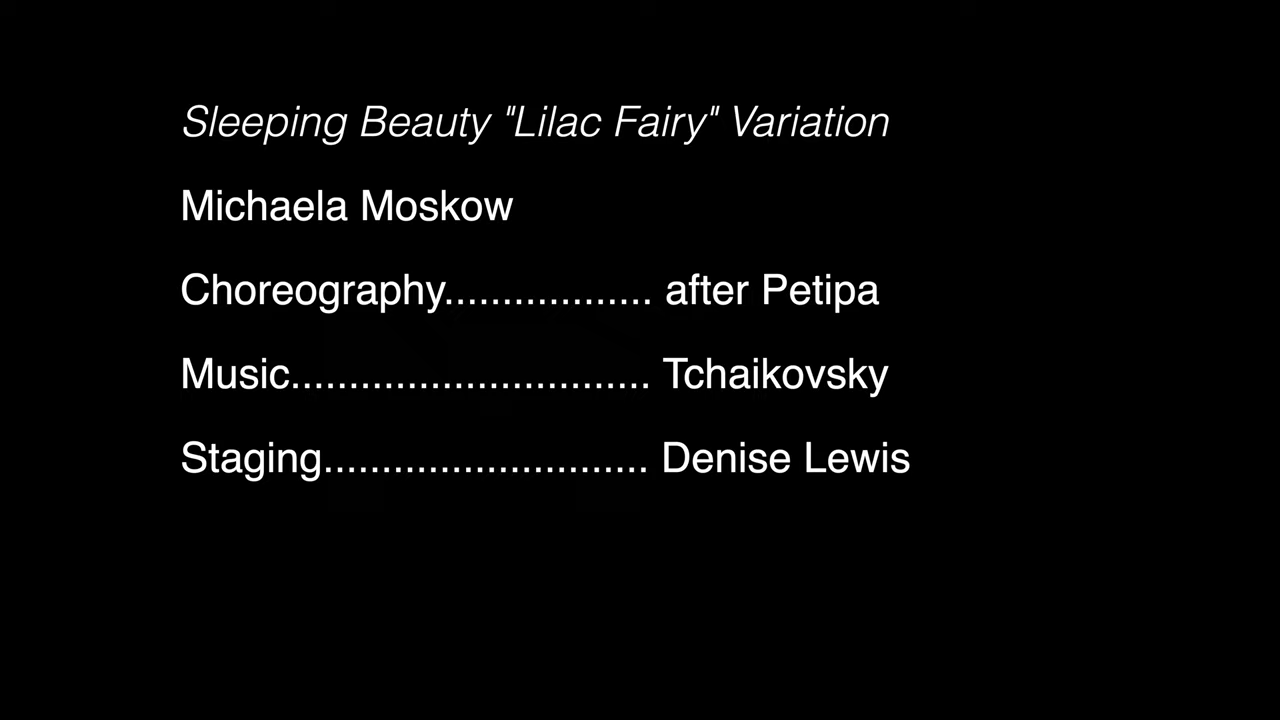 Sleeping Beauty "Lilac Fairy" Variation
Michaela Moskow
Choreography.................. after Petipa
Music............................... Tchaikovsky
Staging............................ Denise Lewis